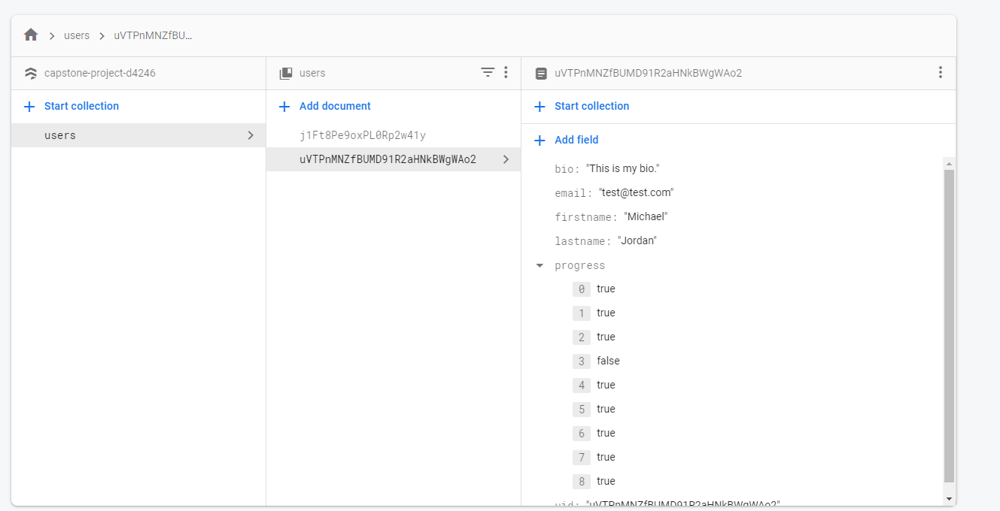 users uVTPnMNZfBU...
capstone-project-d4246
Start collection
users
users
Add document
j1Ft8Pe9oxPL0Rp2w41y
uVTPnMNZfBUMD91R2aHNkBWgWAo2
uVTPnMNZfBUMD91R2aHNkBWgWAo2
Start collection
Add field
bio: "This is my bio."
email: "test@test.com"
firstname: "Michael"
lastname: "Jordan"
progress
0 true
1 true
2 true
3 false
4 true
5 true
6 true
7 true
8 true
uid: "uVTPnMNZfBUMD91R2aHNkBWgWAo2"